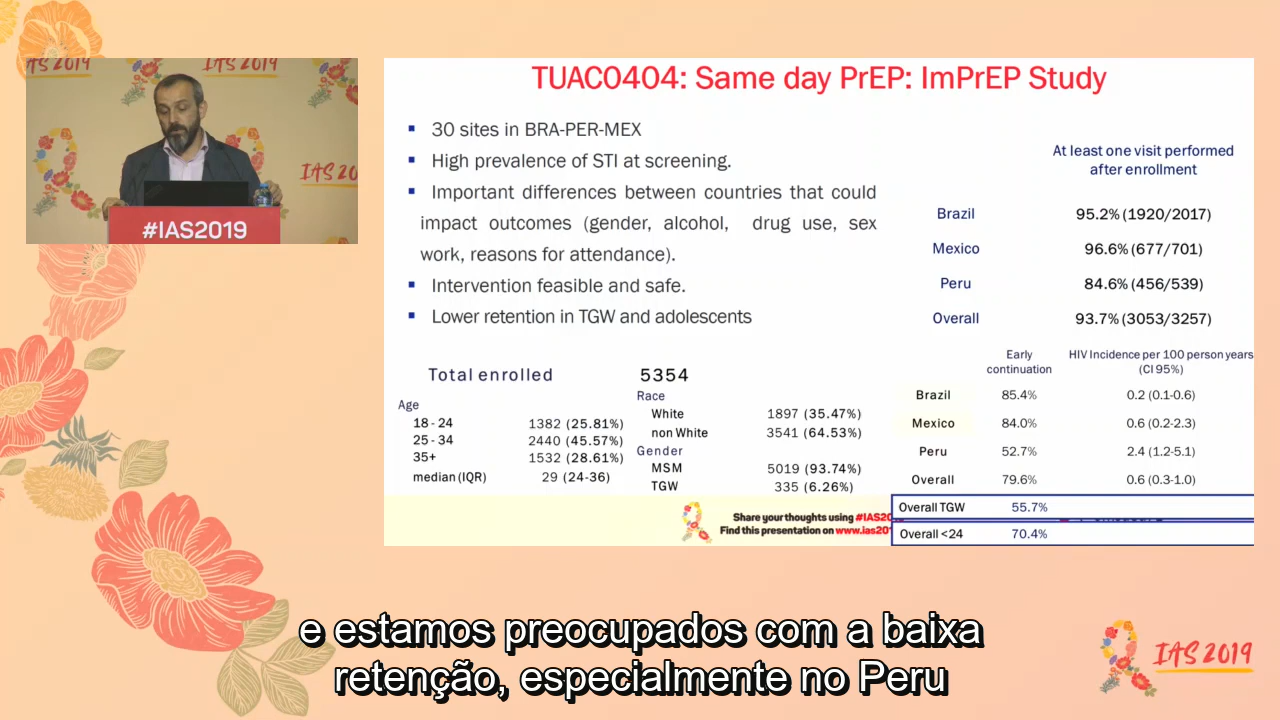 IAS 2019
IAS 2019
IAS 20
#IAS2019
TUAC0404: Same day PrEP: ImPrEP Study
30 sites in BRA-PER-MEX
High prevalence of STI at screening.
Important differences between countries that could
impact outcomes (gender, alcohol, drug use, sex
work, reasons for attendance).
Intervention feasible and safe.
Lower retention in TGW and adolescents
At least one visit performed
after enrollment
Brazil 95.2% (1920/2017)
Mexico 96.6% (677/701)
Peru 84.6% (456/539)
Overall 93.7% (3053/3257)
Total enrolled 5354
Age
18 - 24 1382 (25.81%)
25 - 34 2440 (45.57%)
35+ 1532 (28.61%)
median (IQR) 29 (24-36)
Race
White 1897 (35.47%)
non White 3541 (64.53%)
Gender
MSM 5019 (93.74%)
TGW 335 (6.26%)
Early
continuation
HIV Incidence per 100 person years
(CI 95%)
Brazil 85.4% 0.2 (0.1-0.6)
Mexico 84.0% 0.6 (0.2-2.3)
Peru 52.7% 2.4 (1.2-5.1)
Overall 79.6% 0.6 (0.3-1.0)
Overall TGW 55.7%
Overall <24 70.4%
Share your thoughts using #IAS20
Find this presentation on www.ias20
e estamos preocupados com a baixa
retenção, especialmente no Peru
IAS 2019